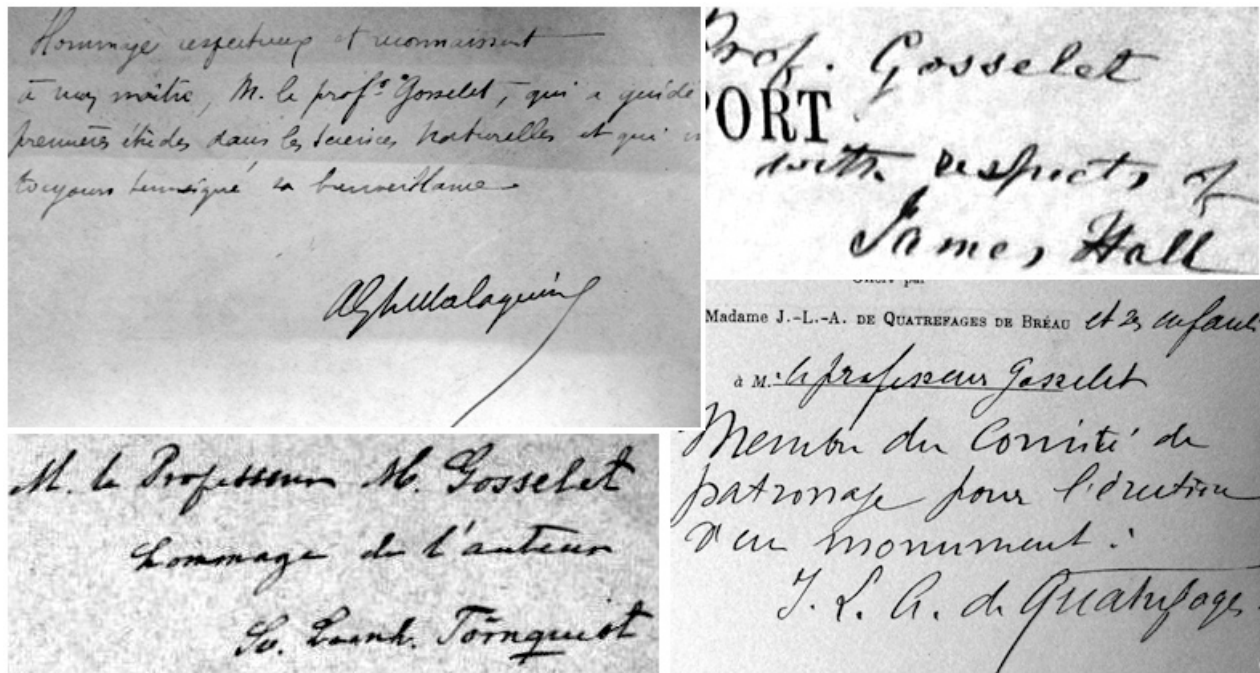 Hommage respectueux et reconnaissant
à mon maître, M. le profr Gosselet, qui a guidé
premières études dans les sciences naturelles et qui
toujours témoigné sa bienveillance
Malaquin
Prof. Gosselet
PORT
with respects of
James Hall
Offert par
Madame J.-L.-A. DE QUATREFAGES DE BRÉAU et ses enfants
à M. le professeur Gosselet
Membre du Comité de
patronage pour l'érection
d'un monument :
J. L. A. de Quatrefages
M. le Professeur M. Gosselet
hommage de l'auteur
Sv. Leonh. Törnquist